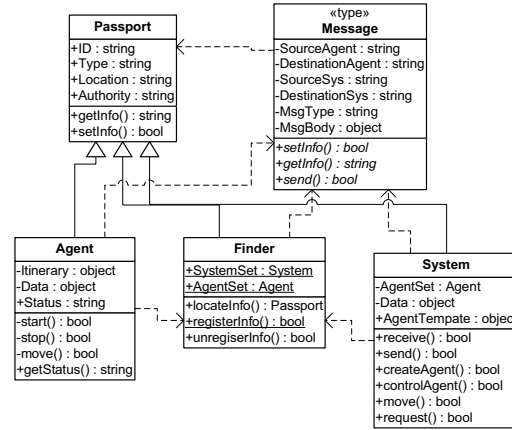 Passport
+ID : string
+Type : string
+Location : string
+Authority : string
+getInfo() : string
+setInfo() : bool
«type»
Message
-SourceAgent : string
-DestinationAgent : string
-SourceSys : string
-DestinationSys : string
-MsgType : string
-MsgBody : object
+setInfo() : bool
+getInfo() : string
+send() : bool
Agent
-Itinerary : object
-Data : object
+Status : string
-start() : bool
-stop() : bool
-move() : bool
+getStatus() : string
Finder
+SystemSet : System
+AgentSet : Agent
+locateInfo() : Passport
+registerInfo() : bool
+unregiserInfo() : bool
System
-AgentSet : Agent
-Data : object
+AgentTempate : object
+receive() : bool
+send() : bool
+createAgent() : bool
+controlAgent() : bool
+move() : bool
+request() : bool